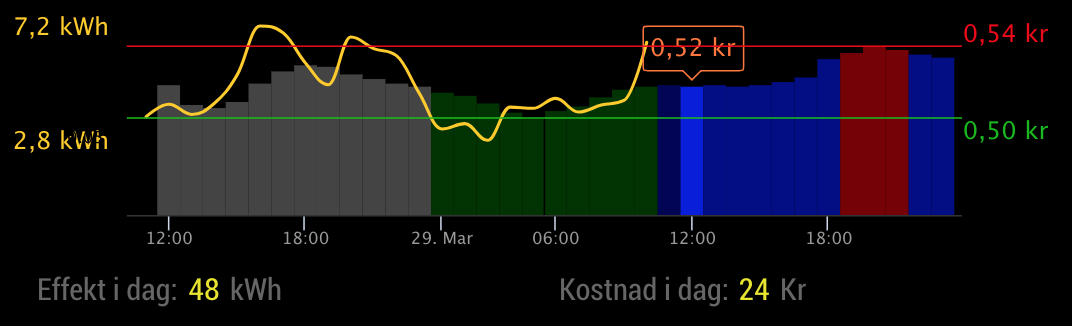 7,2 kWh
0,54 kr
0,52 kr
2,8 kWh
0,50 kr
12:00 18:00 29. Mar 06:00 12:00 18:00
Effekt i dag: 48 kWh Kostnad i dag: 24 Kr